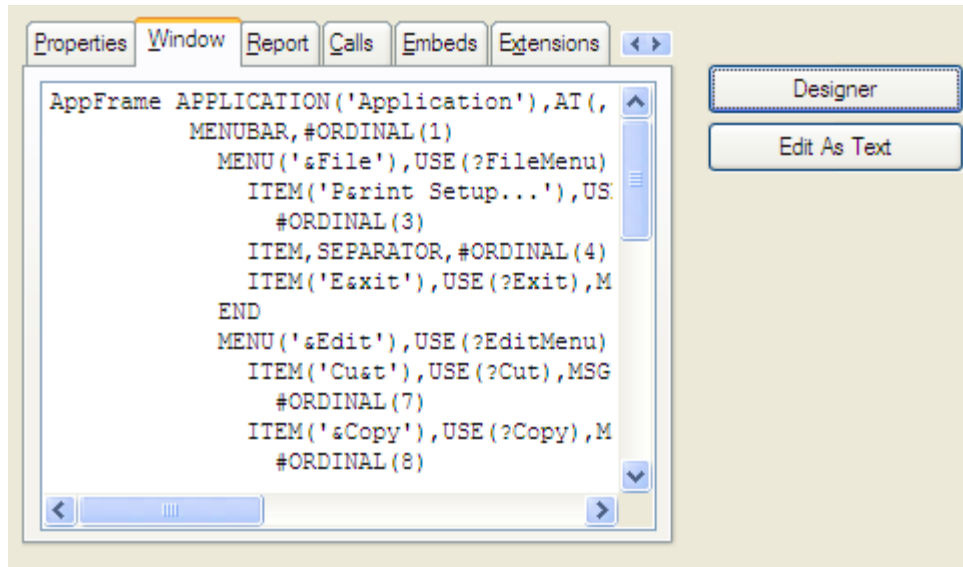 Properties Window Report Calls Embeds Extensions
AppFrame APPLICATION('Application'),AT(,
MENUBAR,#ORDINAL(1)
MENU('&File'),USE(?FileMenu)
ITEM('P&rint Setup...'),US
#ORDINAL(3)
ITEM,SEPARATOR,#ORDINAL(4)
ITEM('E&xit'),USE(?Exit),M
END
MENU('&Edit'),USE(?EditMenu)
ITEM('Cu&t'),USE(?Cut),MSG
#ORDINAL(7)
ITEM('&Copy'),USE(?Copy),M
#ORDINAL(8)
Designer
Edit As Text